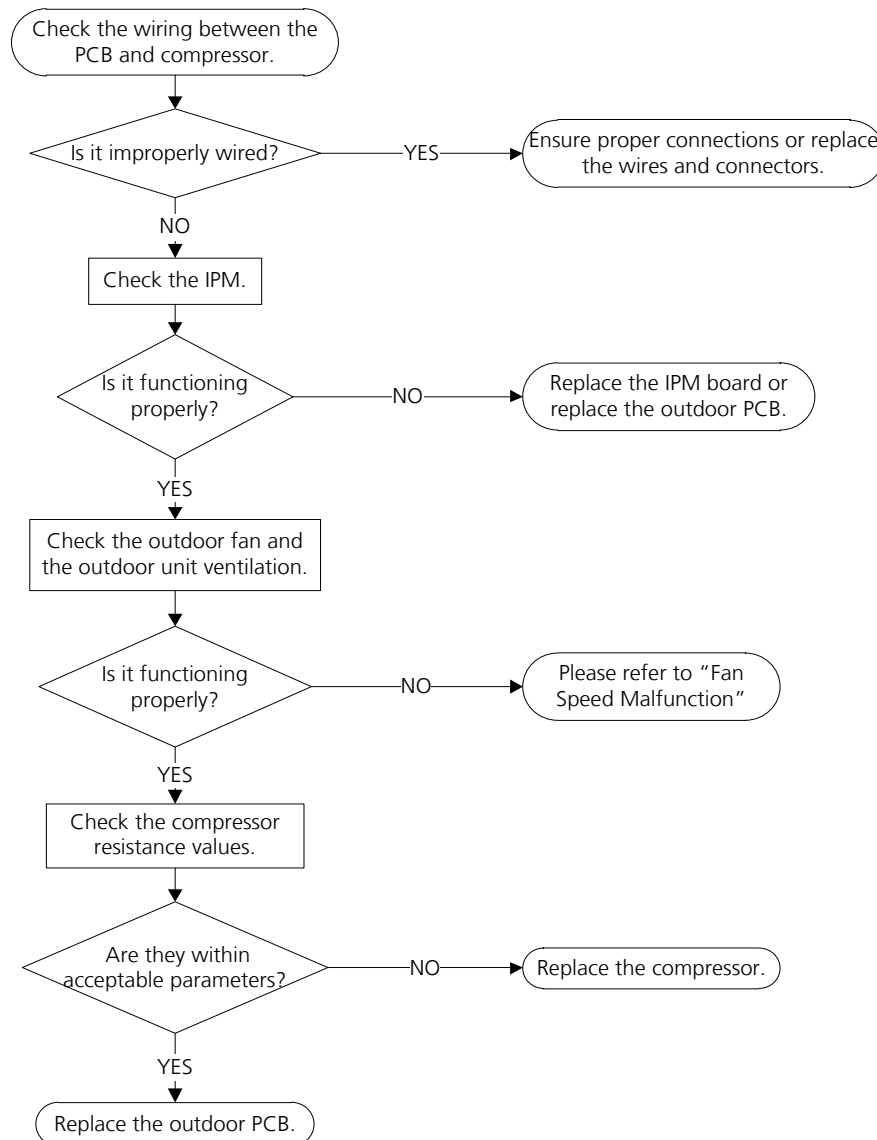 Check the wiring between the
PCB and compressor.
Is it improperly wired?
YES
Ensure proper connections or replace
the wires and connectors.
NO
Check the IPM.
Is it functioning
properly?
NO
Replace the IPM board or
replace the outdoor PCB.
YES
Check the outdoor fan and
the outdoor unit ventilation.
Is it functioning
properly?
NO
Please refer to “Fan
Speed Malfunction”
YES
Check the compressor
resistance values.
Are they within
acceptable parameters?
NO
Replace the compressor.
YES
Replace the outdoor PCB.